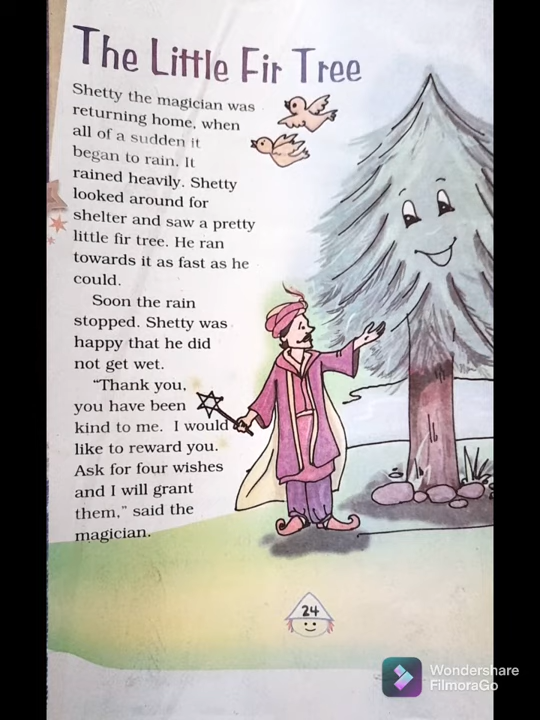 The Little Fir Tree
Shetty the magician was
returning home, when
all of a sudden it
began to rain. It
rained heavily. Shetty
looked around for
shelter and saw a pretty
little fir tree. He ran
towards it as fast as he
could.
Soon the rain
stopped. Shetty was
happy that he did
not get wet.
"Thank you,
you have been
kind to me. I would
like to reward you.
Ask for four wishes
and I will grant
them," said the
magician.
24
Wondershare
FilmoraGo